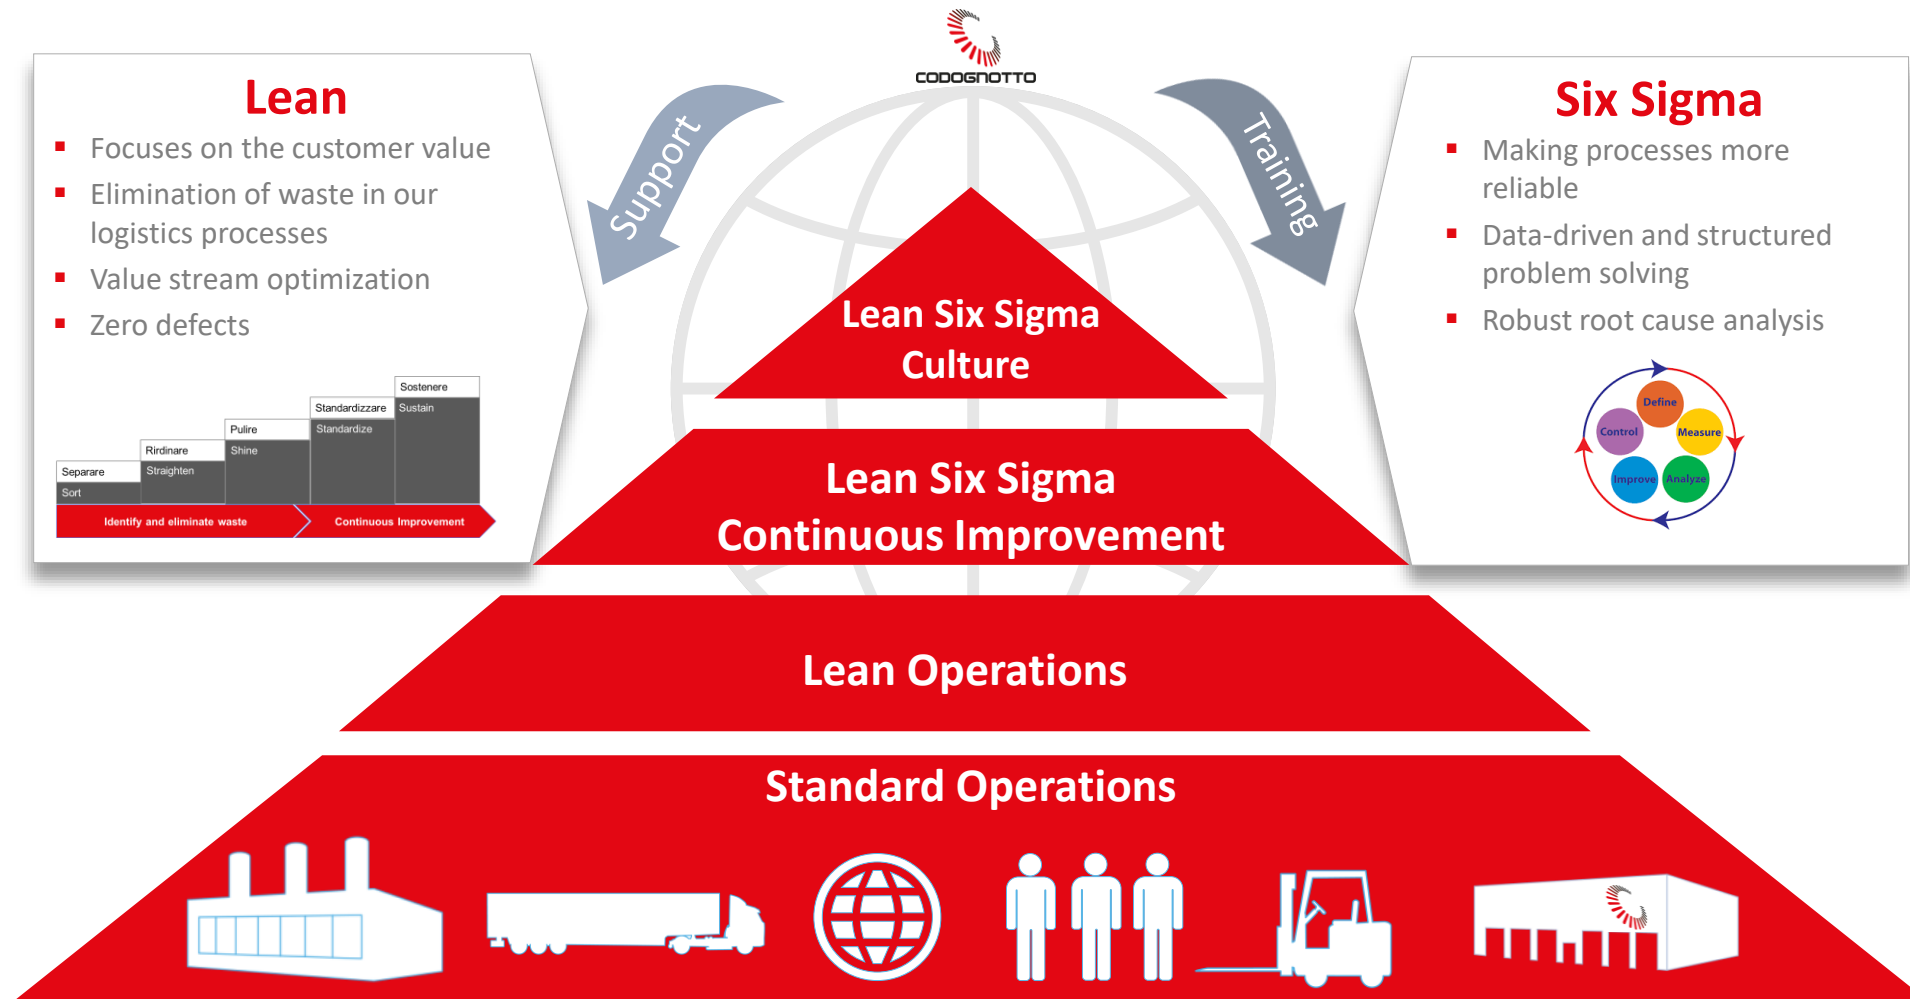 CODOGNOTTO
Lean
Focuses on the customer value
Elimination of waste in our
logistics processes
Value stream optimization
Zero defects
Separare
Sort
Rirdinare
Straighten
Pulire
Shine
Standardizzare
Standardize
Sostenere
Sustain
Identify and eliminate waste
Continuous Improvement
Support
Training
Six Sigma
Making processes more
reliable
Data-driven and structured
problem solving
Robust root cause analysis
Define
Measure
Analyze
Improve
Control
Lean Six Sigma
Culture
Lean Six Sigma
Continuous Improvement
Lean Operations
Standard Operations